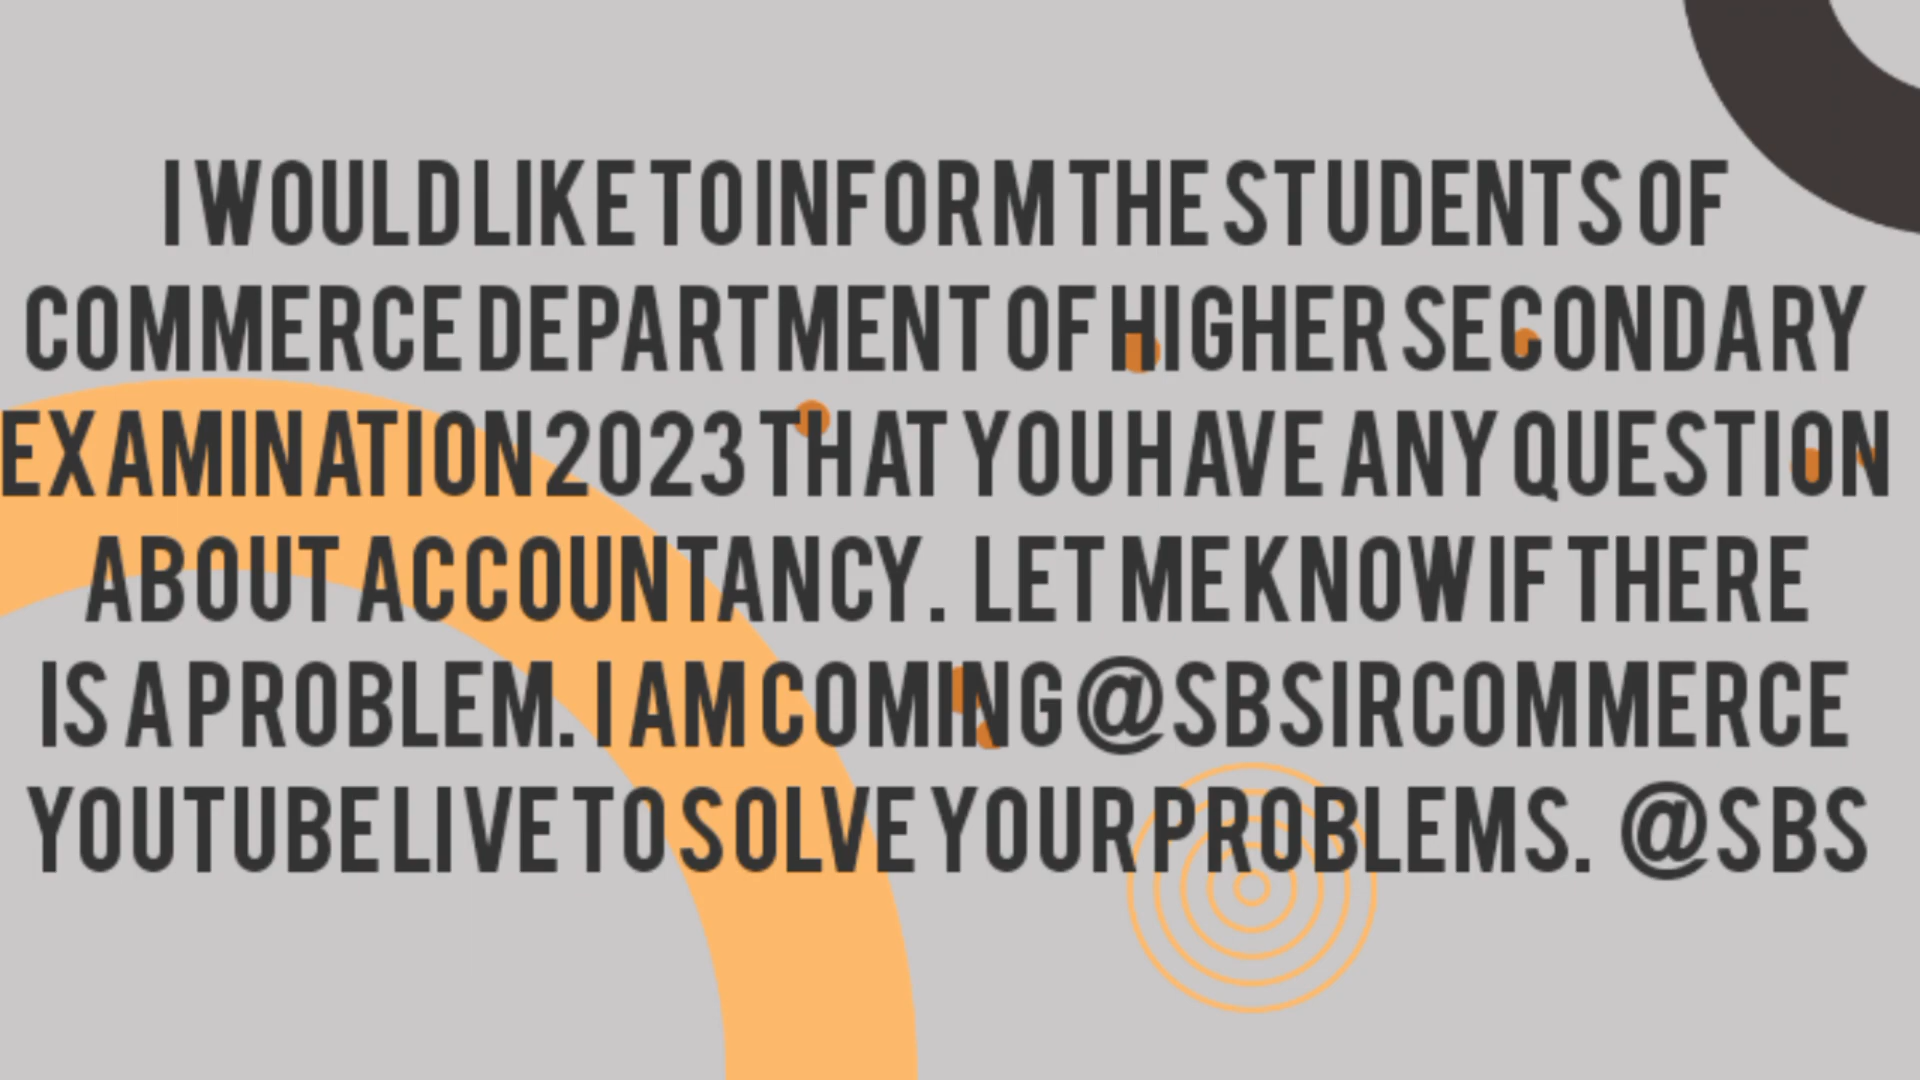 I WOULD LIKE TO INFORM THE STUDENTS OF
COMMERCE DEPARTMENT OF HIGHER SECONDARY
EXAMINATION 2023 THAT YOU HAVE ANY QUESTION
ABOUT ACCOUNTANCY. LET ME KNOW IF THERE
IS A PROBLEM. I AM COMING @SBSIRCOMMERCE
YOUTUBE LIVE TO SOLVE YOUR PROBLEMS. @SBS